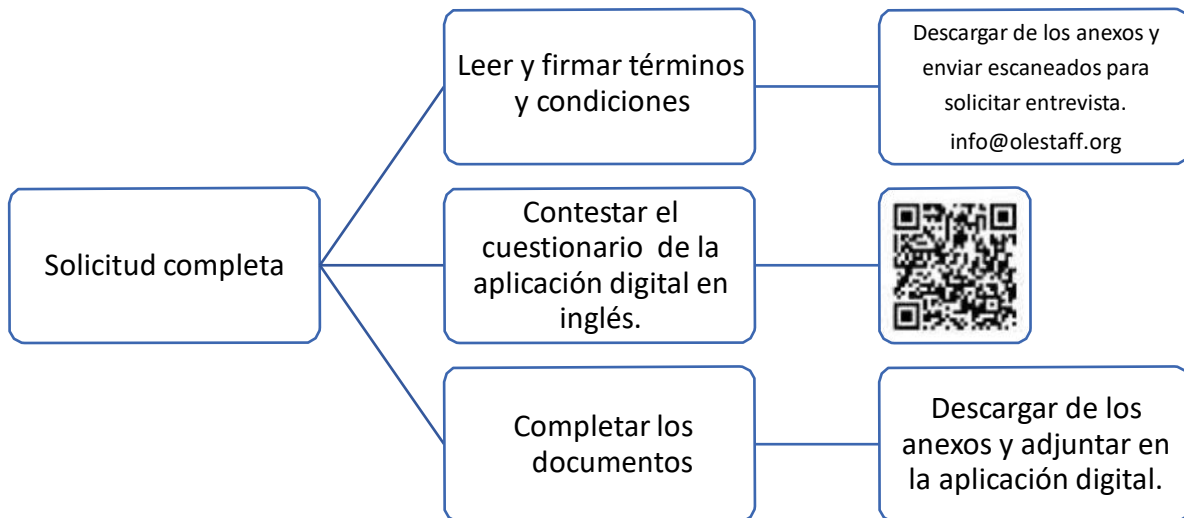 Solicitud completa
Leer y firmar términos
y condiciones
Descargar de los anexos y
enviar escaneados para
solicitar entrevista.
info@olestaff.org
Contestar el
cuestionario de la
aplicación digital en
inglés.
Completar los
documentos
Descargar de los
anexos y adjuntar en
la aplicación digital.